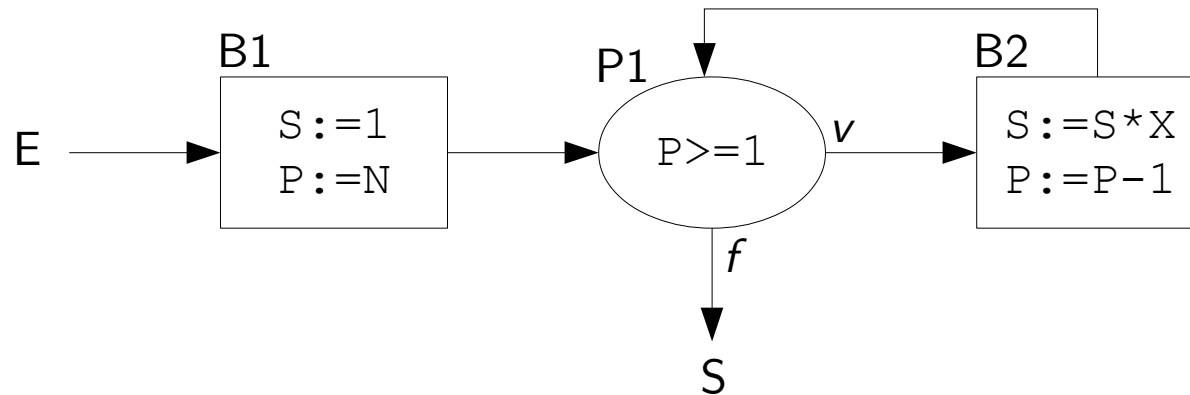 E
B1
S:=1
P:=N
P1
P>=1
v
f
S
B2
S:=S*X
P:=P-1